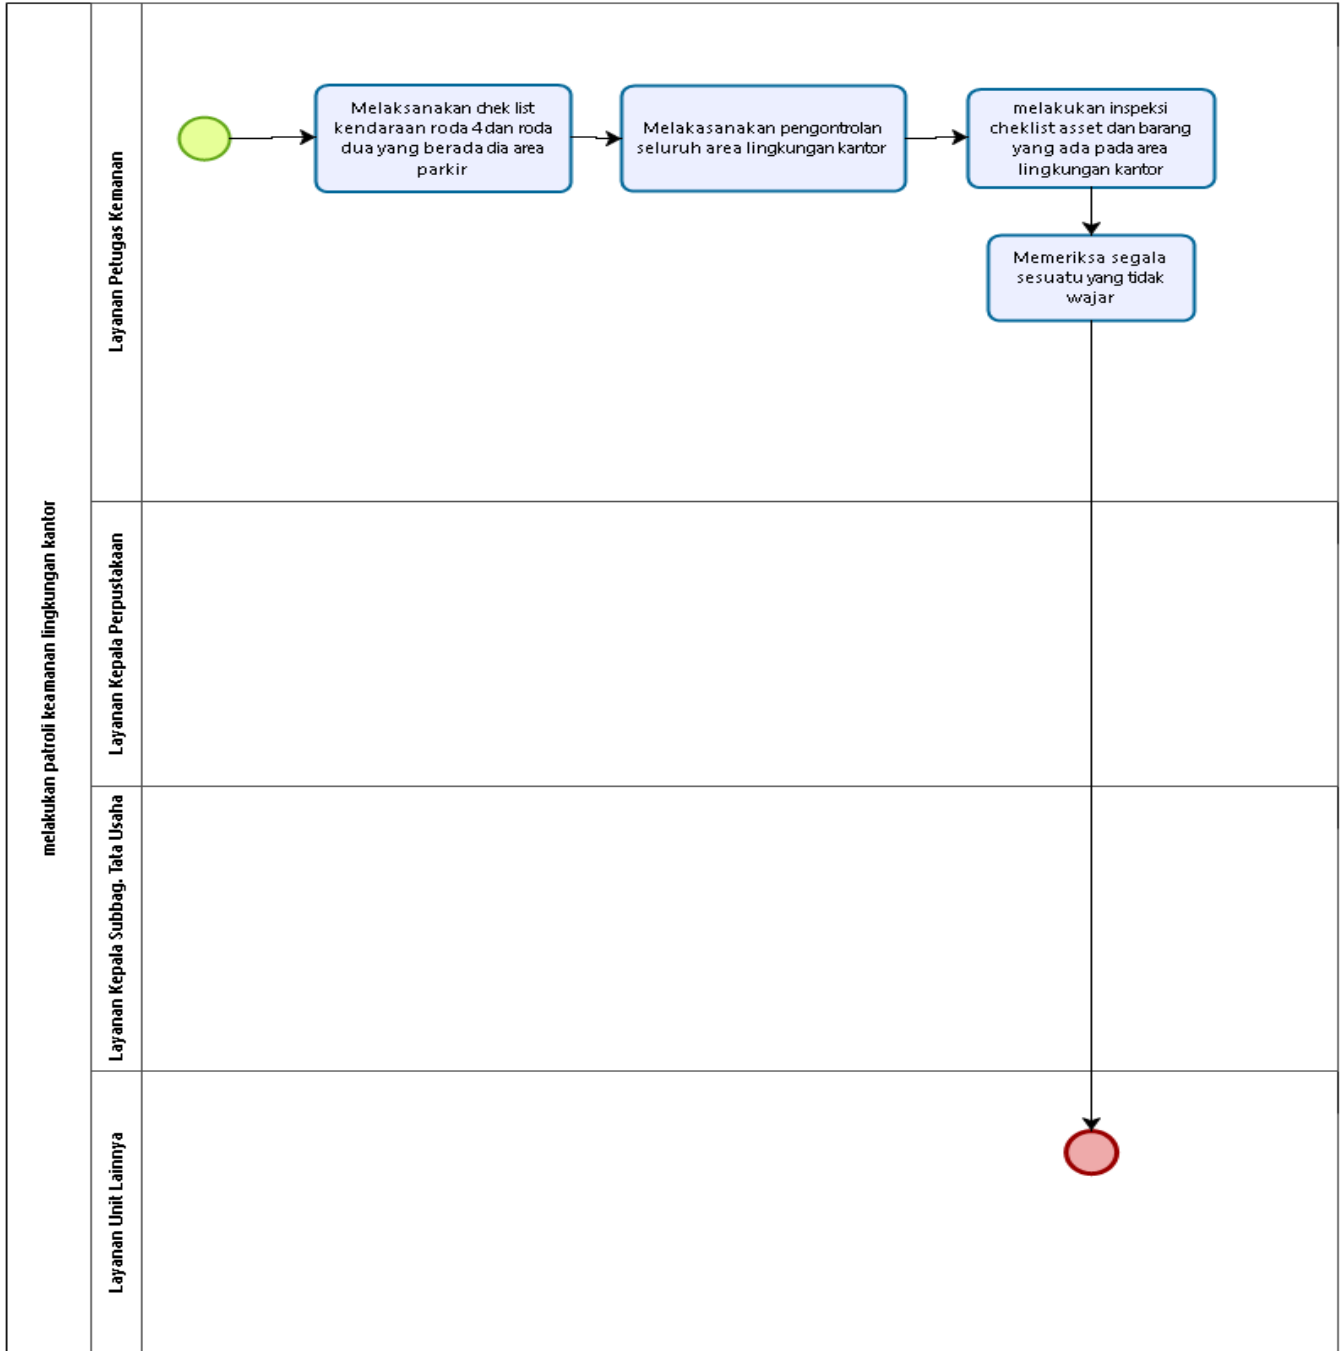 melakukan patroli keamanan lingkungan kantor
Layanan Petugas Kemanan
Melaksanakan chek list
kendaraan roda 4 dan roda
dua yang berada dia area
parkir
Melakasanakan pengontrolan
seluruh area lingkungan kantor
melakukan inspeksi
cheklist asset dan barang
yang ada pada area
lingkungan kantor
Memeriksa segala
sesuatu yang tidak
wajar
Layanan Kepala Perpustakaan
Layanan Kepala Subbag. Tata Usaha
Layanan Unit Lainnya